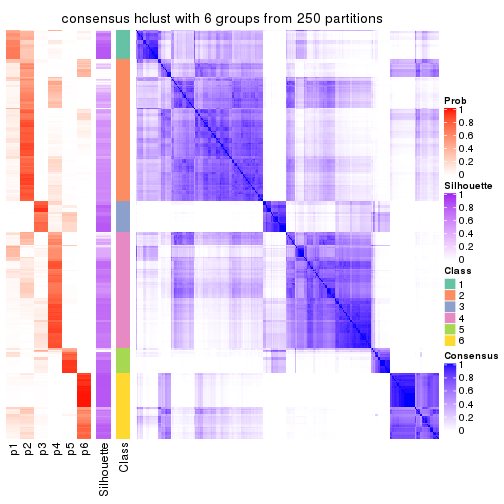 consensus hclust with 6 groups from 250 partitions
Prob
1
0.8
0.6
0.4
0.2
0
Silhouette
1
0.8
0.6
0.4
0.2
0
Class
1
2
3
4
5
6
Consensus
1
0.8
0.6
0.4
0.2
0
p1
p2
p3
p4
p5
p6
Silhouette
Class